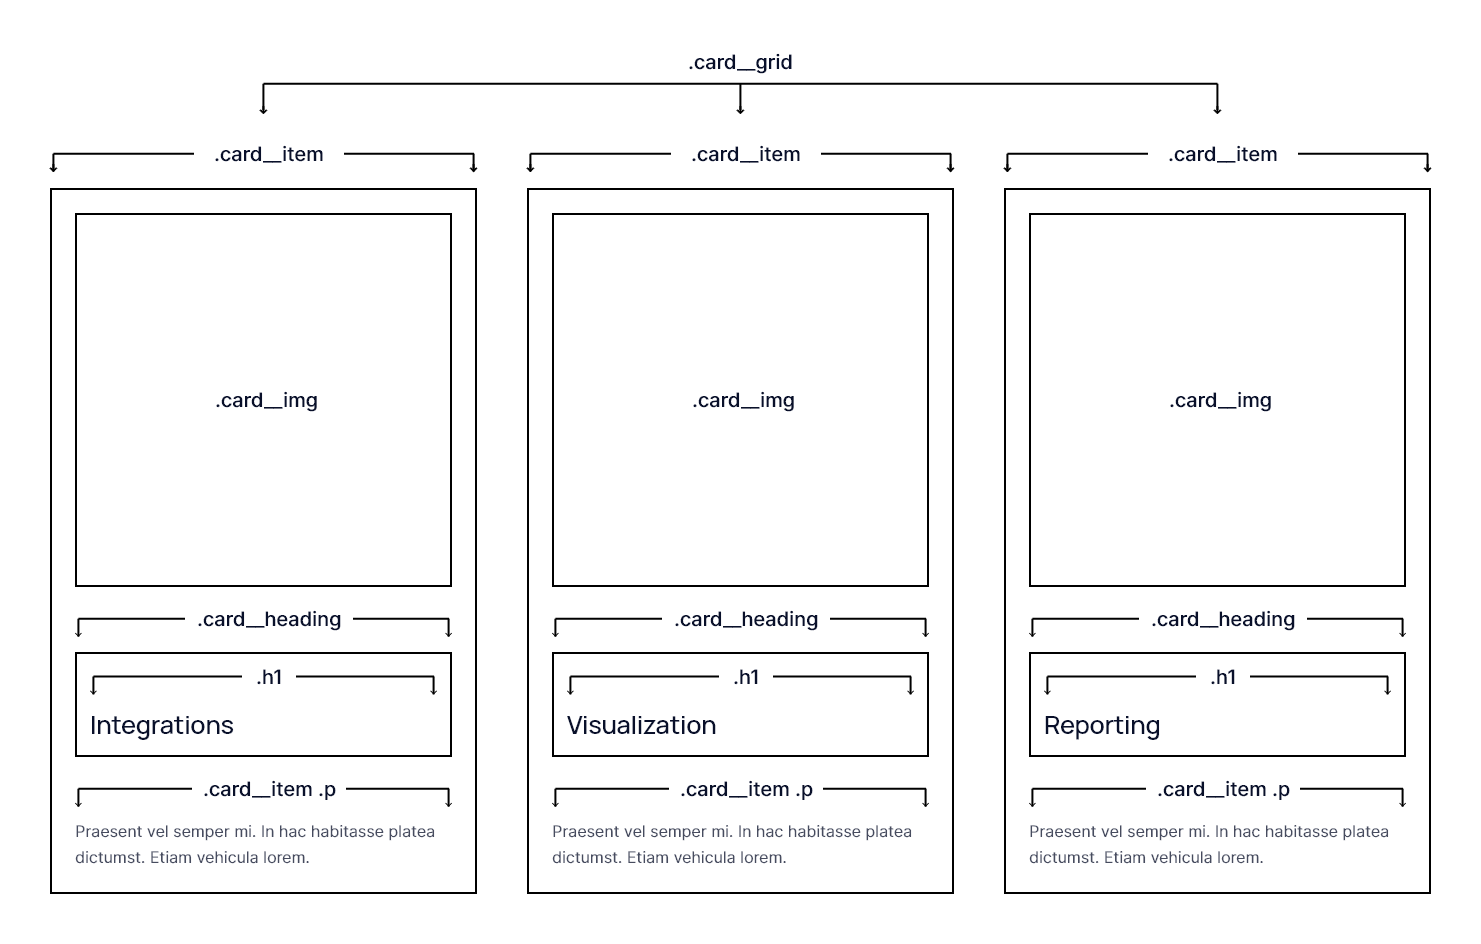 .card__grid
.card__item
.card__item
.card__item
.card__img
.card__img
.card__img
.card__heading
.card__heading
.card__heading
.h1
.h1
.h1
Integrations
Visualization
Reporting
.card__item .p
.card__item .p
.card__item .p
Praesent vel semper mi. In hac habitasse platea
dictumst. Etiam vehicula lorem.
Praesent vel semper mi. In hac habitasse platea
dictumst. Etiam vehicula lorem.
Praesent vel semper mi. In hac habitasse platea
dictumst. Etiam vehicula lorem.